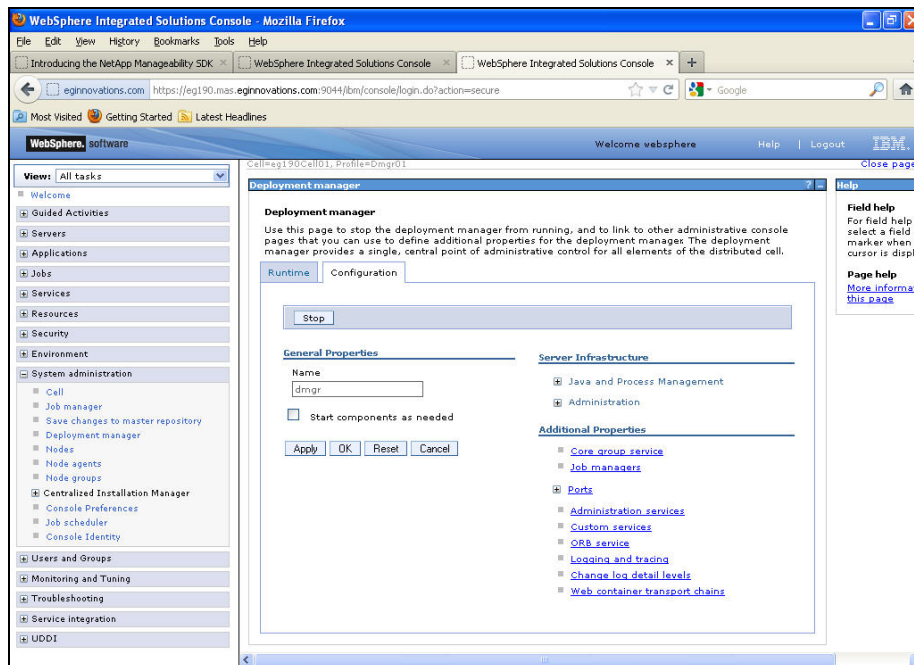 WebSphere Integrated Solutions Console - Mozilla Firefox
File Edit View History Bookmarks Tools Help
Introducing the NetApp Manageability SDK
WebSphere Integrated Solutions Console
WebSphere Integrated Solutions Console
eginnovations.com https://eg190.mas.eginnovations.com:9044/ibm/console/login.do?action=secure
Google
Most Visited Getting Started Latest Headlines
WebSphere. software
Welcome websphere
Help | Logout
IBM.
Cell=eg190Cell01, Profile=Dmgr01
Close page
View: All tasks
Welcome
Guided Activities
Servers
Applications
Jobs
Services
Resources
Security
Environment
System administration
Cell
Job manager
Save changes to master repository
Deployment manager
Nodes
Node agents
Node groups
Centralized Installation Manager
Console Preferences
Job scheduler
Console Identity
Users and Groups
Monitoring and Tuning
Troubleshooting
Service integration
UDDI
Deployment manager
? -
Deployment manager
Use this page to stop the deployment manager from running, and to link to other administrative console
pages that you can use to define additional properties for the deployment manager. The deployment
manager provides a single, central point of administrative control for all elements of the distributed cell.
Runtime Configuration
Stop
General Properties
Name
dmgr
Start components as needed
Apply OK Reset Cancel
Server Infrastructure
Java and Process Management
Administration
Additional Properties
Core group service
Job managers
Ports
Administration services
Custom services
ORB service
Logging and tracing
Change log detail levels
Web container transport chains
Help
Field help
For field help
select a field
marker when
cursor is displ
Page help
More informa
this page